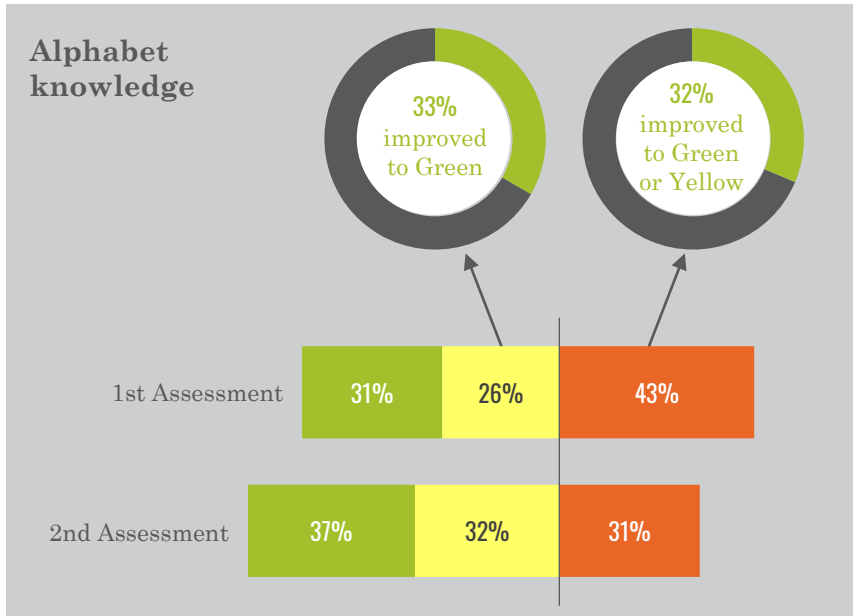 Alphabet
knowledge
33%
improved
to Green
32%
improved
to Green
or Yellow
1st Assessment
31%
26%
43%
2nd Assessment
37%
32%
31%